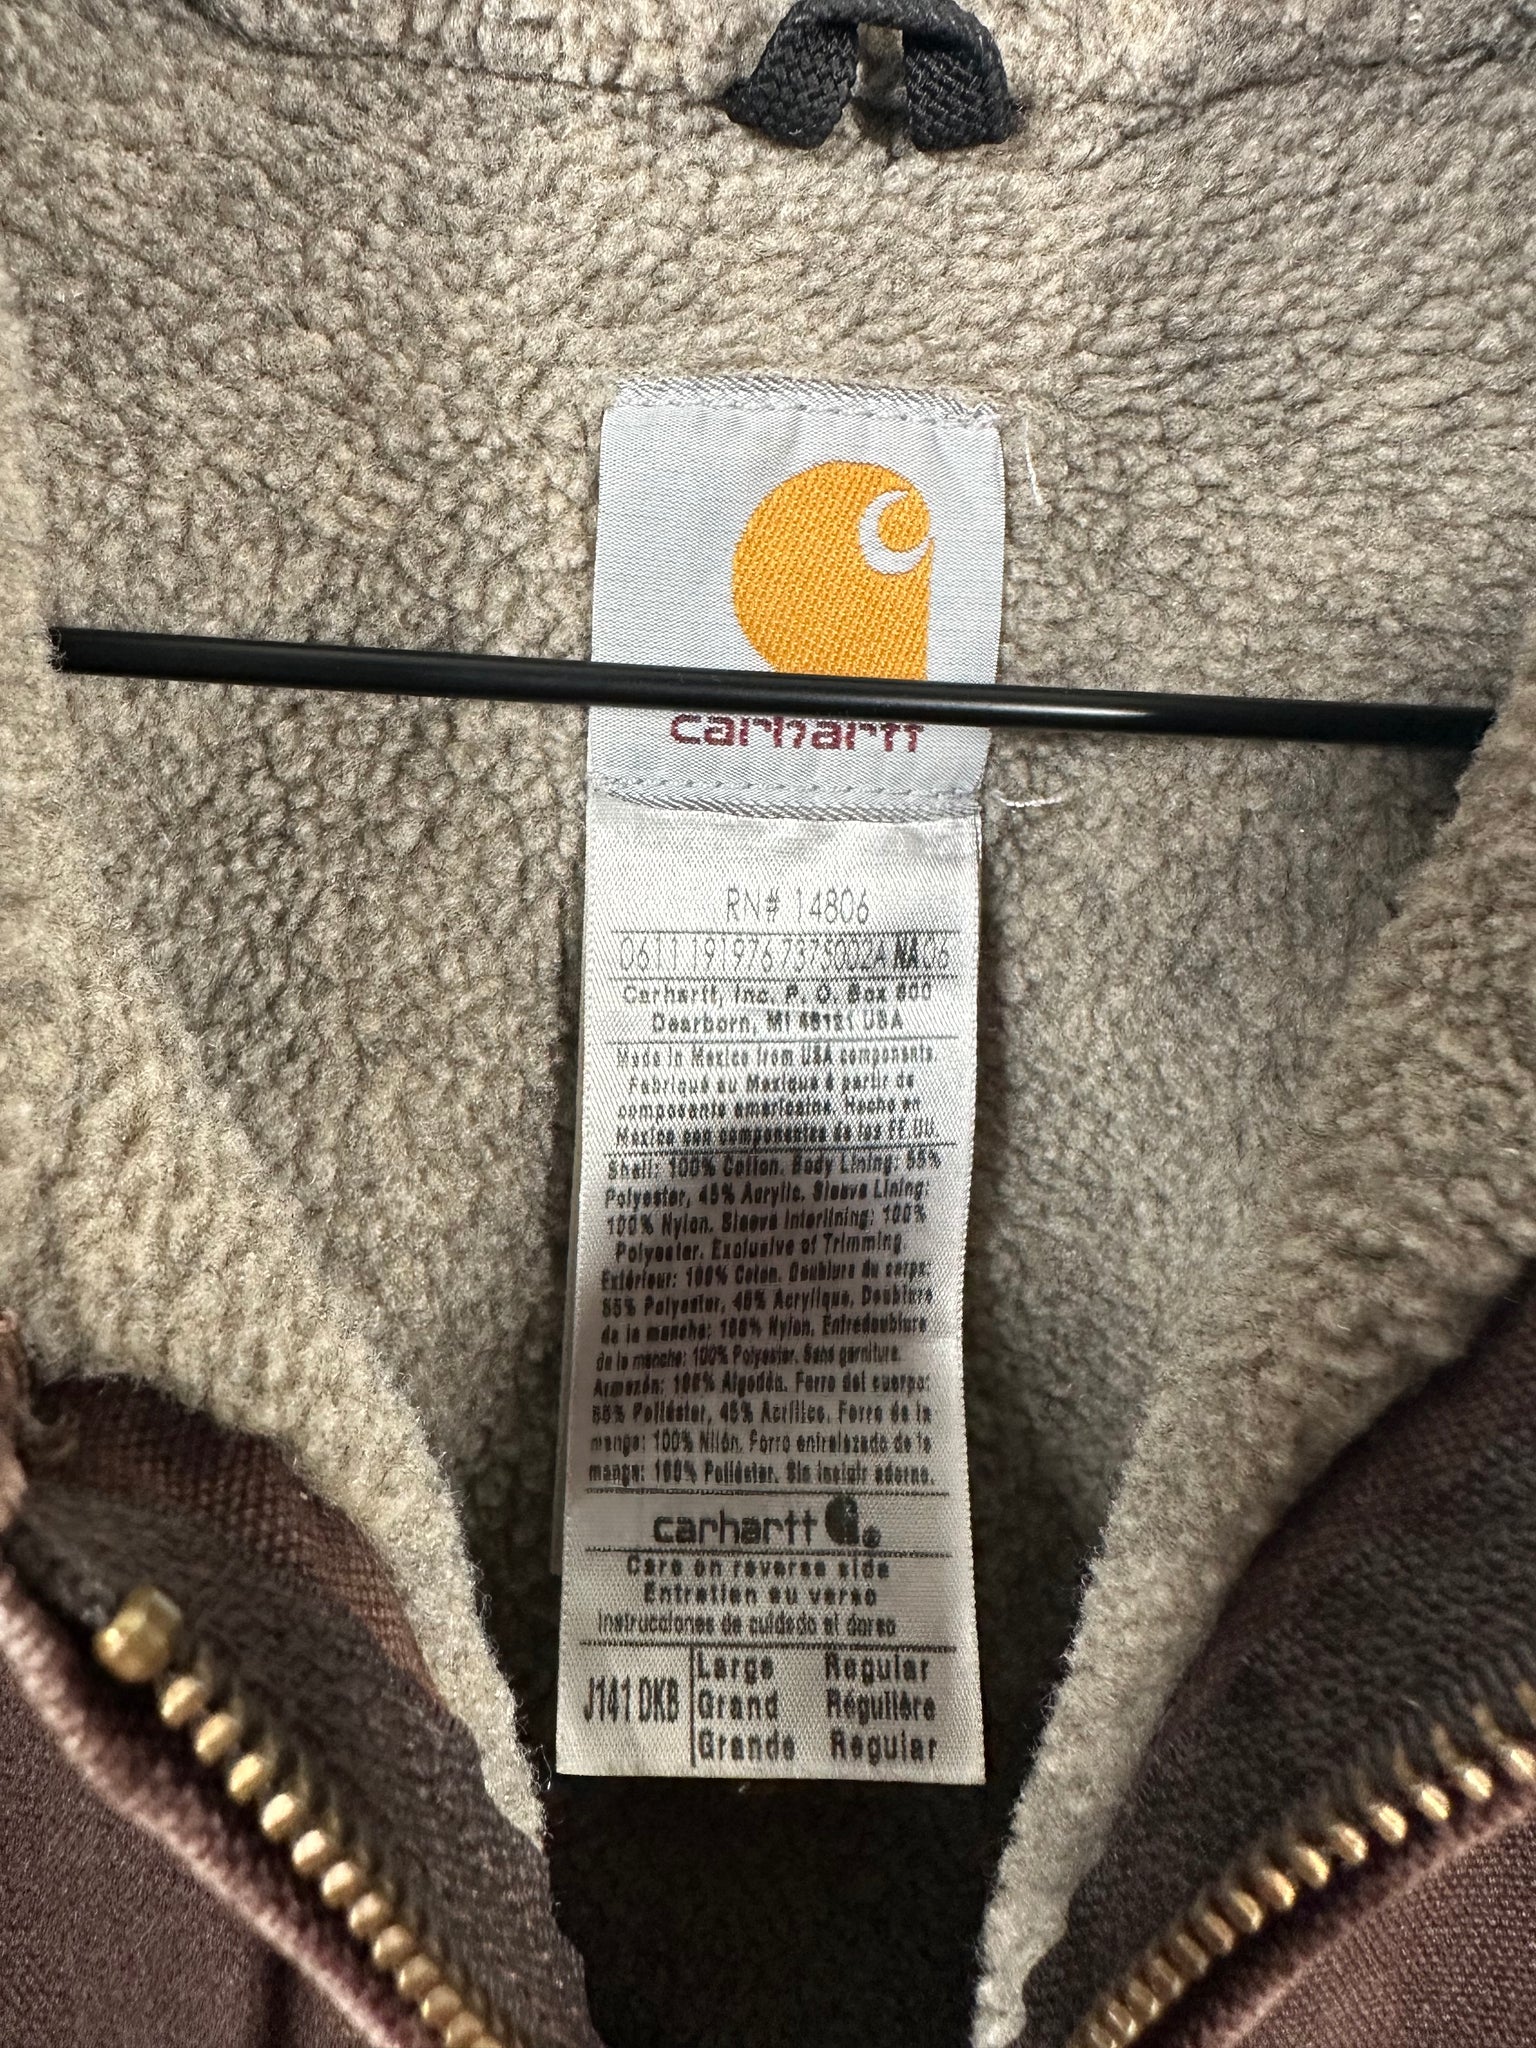 carhartt
RN# 14806
0611 191976 7375002A NA06
Carhartt, Inc. P. O. Box 600
Dearborn, MI 48121 USA
Made in Mexico from USA components.
Fabriqué au Mexique à partir de
composants américains. Hecho en
Mexico con componentes de los EE.UU.
Shell: 100% Cotton. Body Lining: 55%
Polyester, 45% Acrylic. Sleeve Lining:
100% Nylon. Sleeve Interlining: 100%
Polyester. Exclusive of Trimming
Extérieur: 100% Coton. Doublure du corps:
55% Polyester, 45% Acrylique, Doublure
de la manche: 100% Nylon. Entredoublure
de la manche: 100% Polyester. Sans garniture.
Armazón: 100% Algodón. Forro del cuerpo:
55% Poliéster, 45% Acrílico. Forro de la
manga: 100% Nilón. Forro entrelazado de la
manga: 100% Poliéster. Sin incluir adorno.
carhartt ®
Care on reverse side
Entretien au verso
Instrucciones de cuidado al dorso
J141 DKB Large Regular
Grand Régulière
Grande Regular